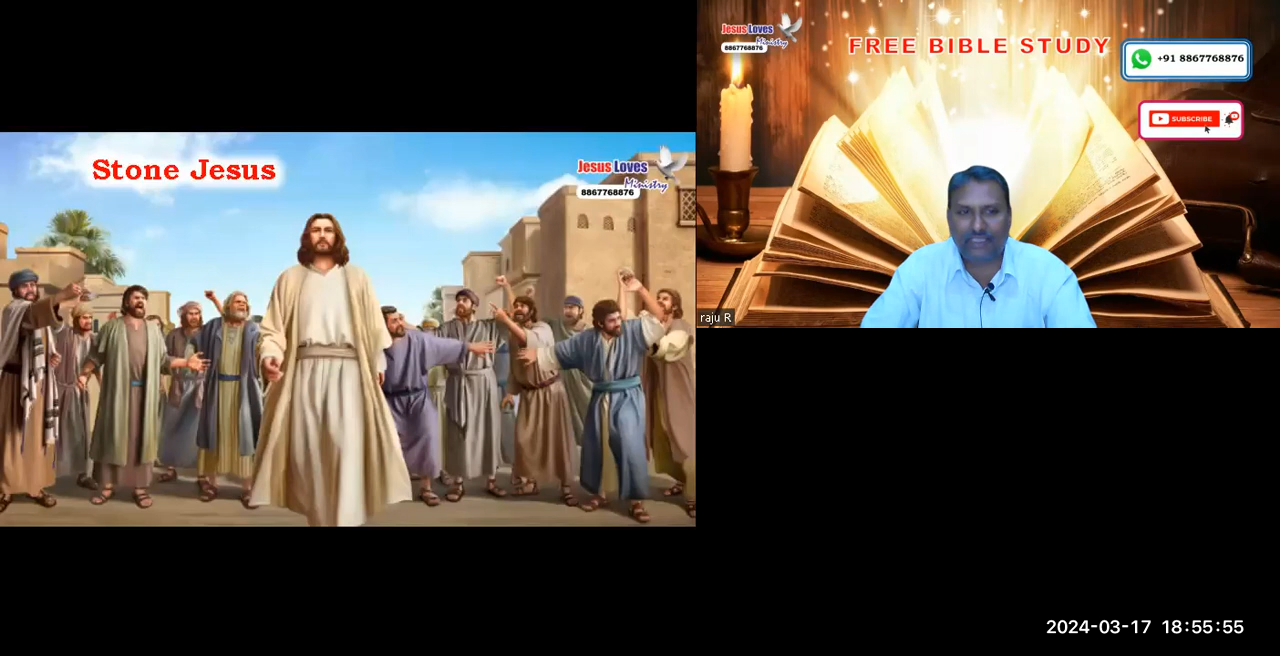 Stone Jesus
Jesus Loves
Ministry
8867768876
Jesus Loves
Ministry
8867768876
FREE BIBLE STUDY
+91 8867768876
SUBSCRIBE
raju R
2024-03-17 18:55:55